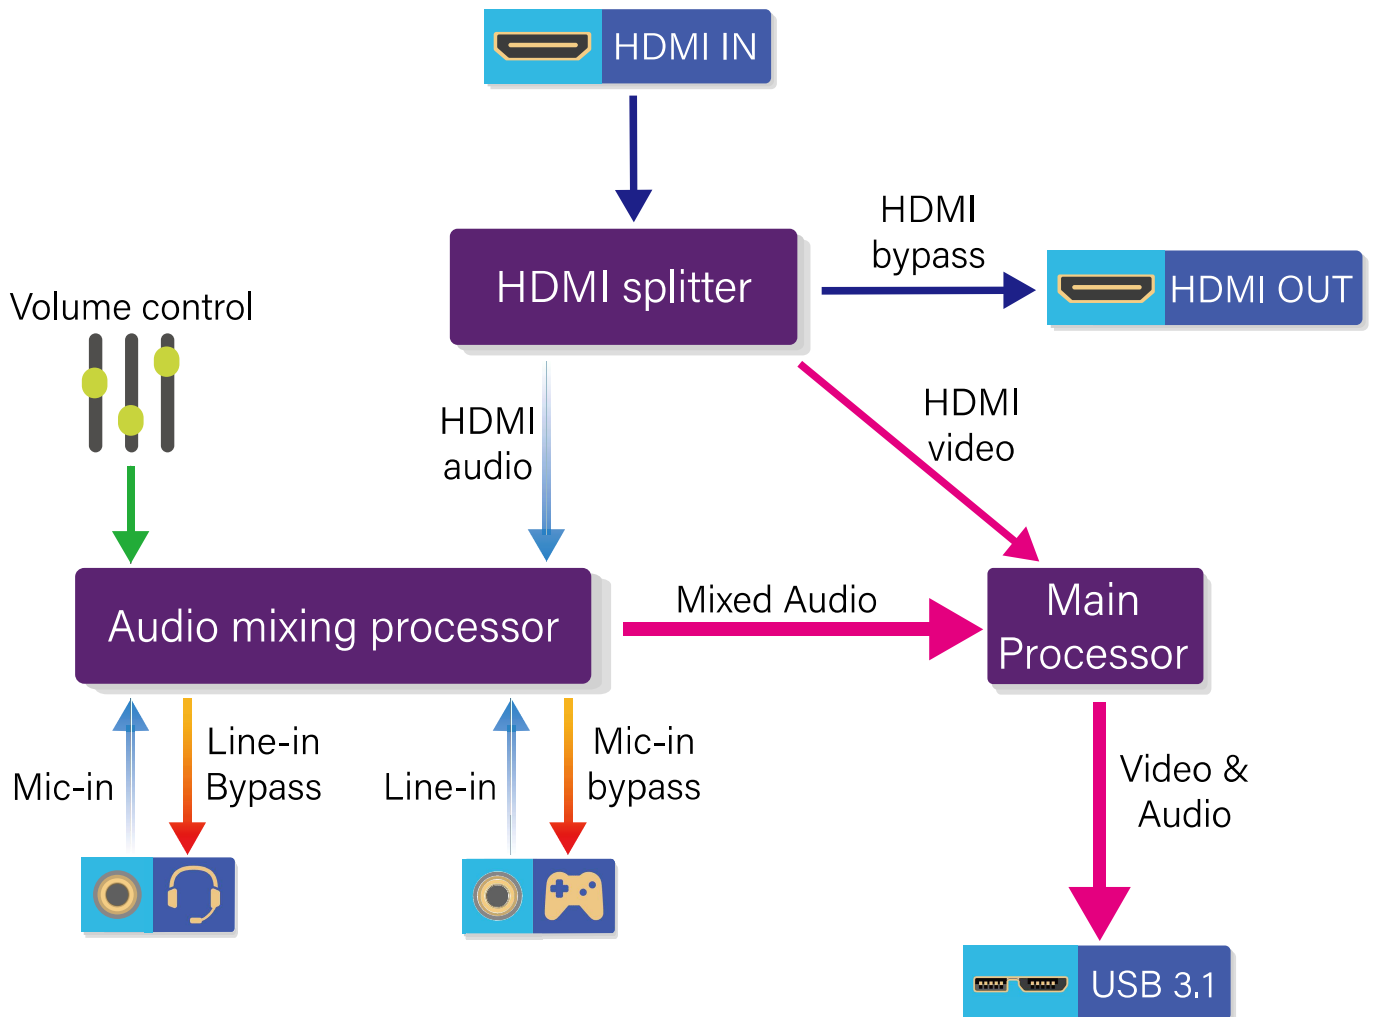 HDMI IN
HDMI
bypass
HDMI splitter
HDMI OUT
Volume control
HDMI
audio
HDMI
video
Audio mixing processor
Mixed Audio
Main
Processor
Mic-in
Line-in
Bypass
Line-in
Mic-in
bypass
Video &
Audio
USB 3.1